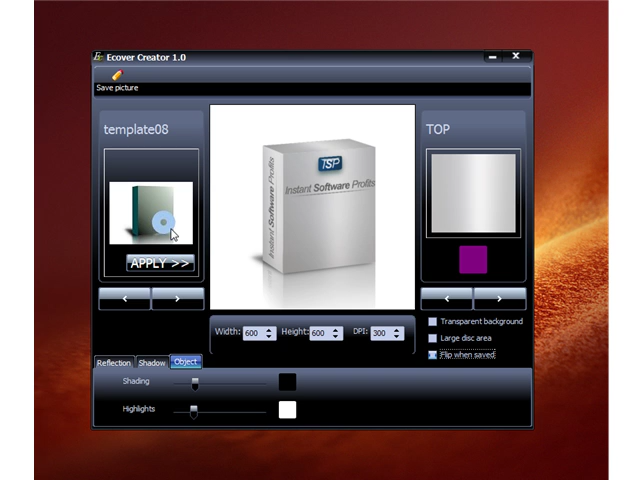 Ecover Creator 1.0
Save picture
template08
APPLY >>
TSP
Instant Software Profits
Instant Software Profits
TOP
< >
< >
Width: 600 Height: 600 DPI: 300
Transparent background
Large disc area
Flip when saved
Reflection Shadow Object
Shading
Highlights